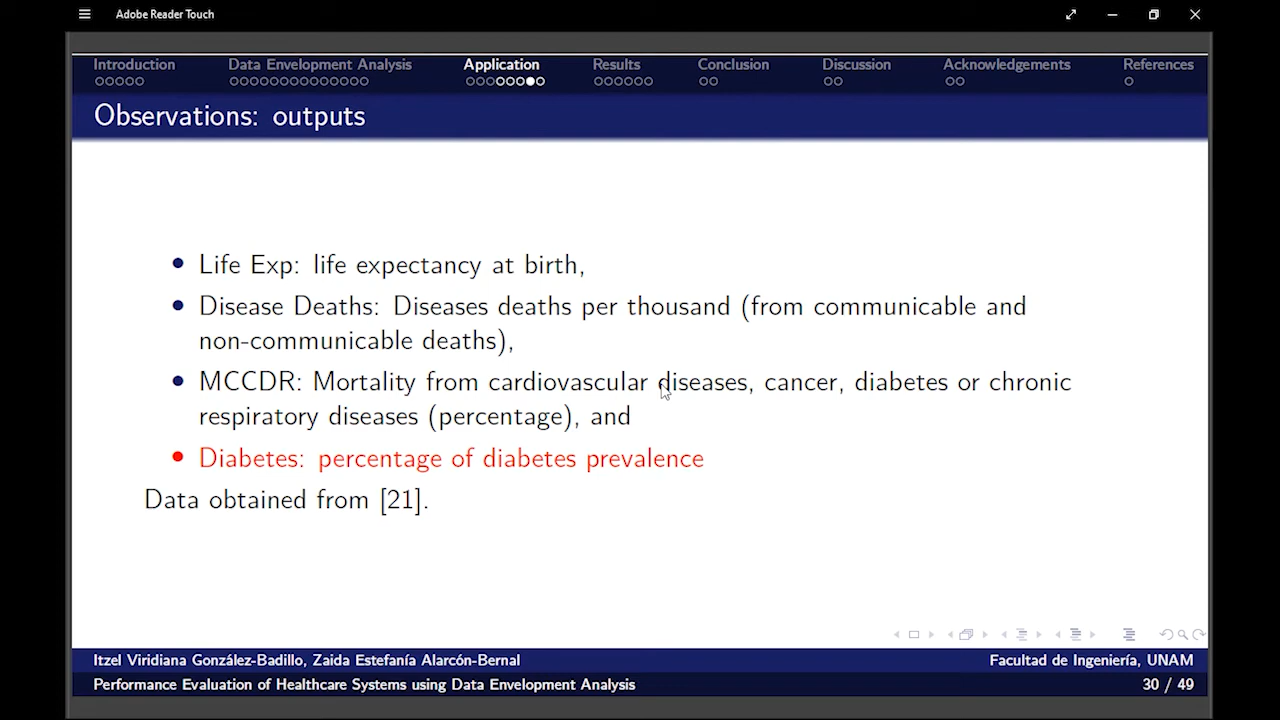 Adobe Reader Touch
Introduction Data Envelopment Analysis Application Results Conclusion Discussion Acknowledgements References
Observations: outputs
• Life Exp: life expectancy at birth,
• Disease Deaths: Diseases deaths per thousand (from communicable and
non-communicable deaths),
• MCCDR: Mortality from cardiovascular diseases, cancer, diabetes or chronic
respiratory diseases (percentage), and
• Diabetes: percentage of diabetes prevalence
Data obtained from [21].
Itzel Viridiana González-Badillo, Zaida Estefanía Alarcón-Bernal Facultad de Ingeniería, UNAM
Performance Evaluation of Healthcare Systems using Data Envelopment Analysis 30 / 49